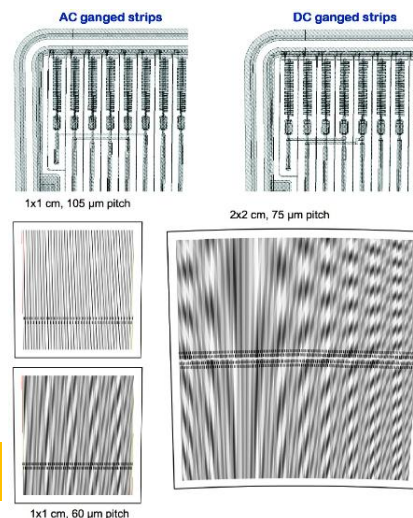 AC ganged strips
DC ganged strips
1x1 cm, 105 µm pitch
2x2 cm, 75 µm pitch
1x1 cm, 60 µm pitch